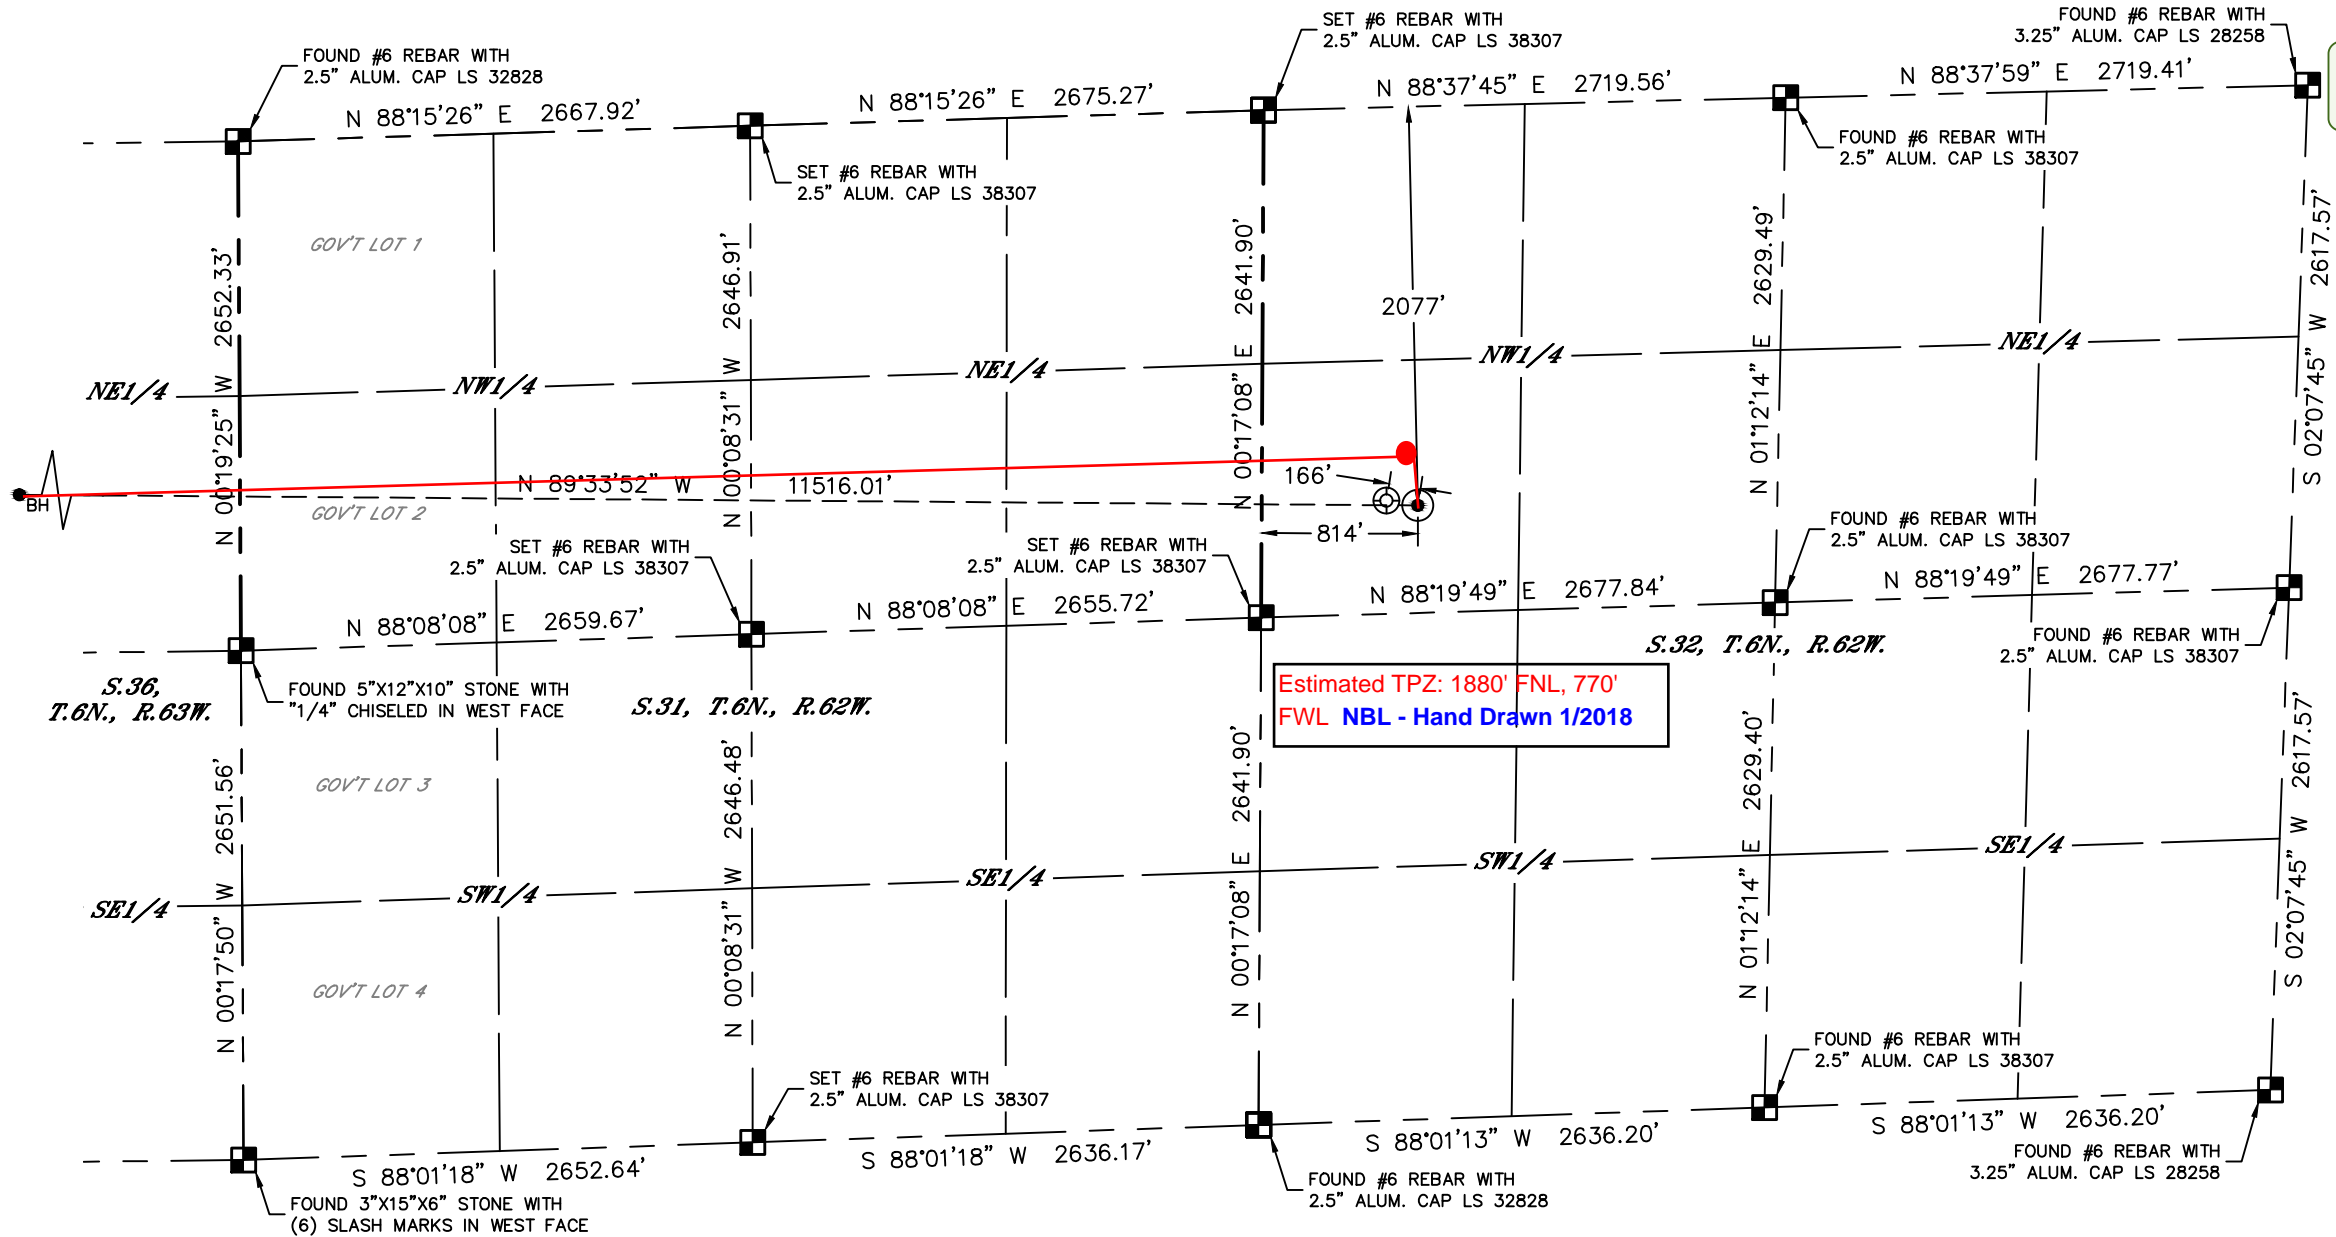 FOUND #6 REBAR WITH
2.5" ALUM. CAP LS 32828
SET #6 REBAR WITH
2.5" ALUM. CAP LS 38307
FOUND #6 REBAR WITH
3.25" ALUM. CAP LS 28258
N 88°15'26" E 2667.92'
N 88°15'26" E 2675.27'
N 88°37'45" E 2719.56'
N 88°37'59" E 2719.41'
SET #6 REBAR WITH
2.5" ALUM. CAP LS 38307
FOUND #6 REBAR WITH
2.5" ALUM. CAP LS 38307
GOV'T LOT 1
N 00°19'25" W 2652.33'
N 00°08'31" W 2646.91'
N 00°17'08" E 2641.90'
2077'
N 01°12'14" E 2629.49'
S 02°07'45" W 2617.57'
NE1/4
NW1/4
NE1/4
NW1/4
NE1/4
BH
N 89°33'52" W 11516.01'
166'
814'
GOV'T LOT 2
SET #6 REBAR WITH
2.5" ALUM. CAP LS 38307
SET #6 REBAR WITH
2.5" ALUM. CAP LS 38307
FOUND #6 REBAR WITH
2.5" ALUM. CAP LS 38307
N 88°08'08" E 2659.67'
N 88°08'08" E 2655.72'
N 88°19'49" E 2677.84'
N 88°19'49" E 2677.77'
FOUND #6 REBAR WITH
2.5" ALUM. CAP LS 38307
S.36,
T.6N., R.63W.
FOUND 5"X12"X10" STONE WITH
"1/4" CHISELED IN WEST FACE
S.31, T.6N., R.62W.
S.32, T.6N., R.62W.
Estimated TPZ: 1880' FNL, 770'
FWL NBL - Hand Drawn 1/2018
GOV'T LOT 3
N 00°17'50" W 2651.56'
N 00°08'31" W 2646.48'
N 00°17'08" E 2641.90'
N 01°12'14" E 2629.40'
S 02°07'45" W 2617.57'
SE1/4
SW1/4
SE1/4
SW1/4
SE1/4
GOV'T LOT 4
SET #6 REBAR WITH
2.5" ALUM. CAP LS 38307
FOUND #6 REBAR WITH
2.5" ALUM. CAP LS 38307
S 88°01'18" W 2652.64'
S 88°01'18" W 2636.17'
S 88°01'13" W 2636.20'
S 88°01'13" W 2636.20'
FOUND 3"X15"X6" STONE WITH
(6) SLASH MARKS IN WEST FACE
FOUND #6 REBAR WITH
2.5" ALUM. CAP LS 32828
FOUND #6 REBAR WITH
3.25" ALUM. CAP LS 28258